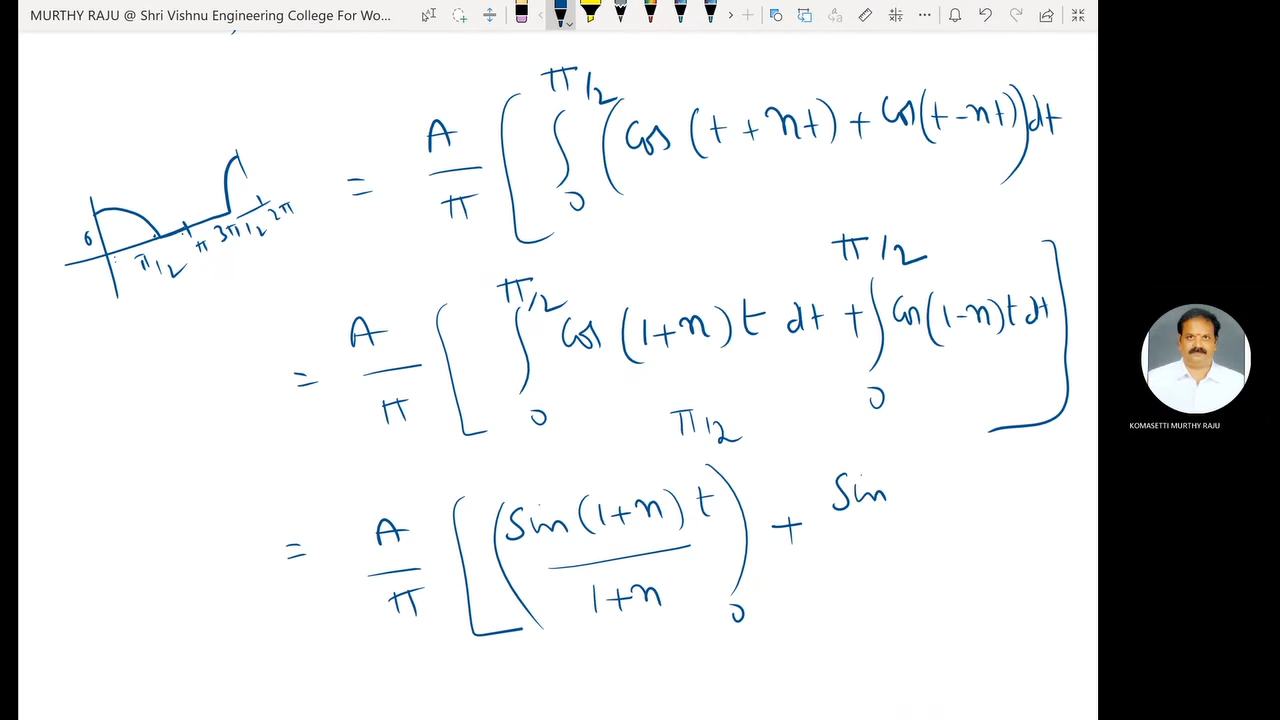 MURTHY RAJU @ Shri Vishnu Engineering College For Wo...
π/2
= A/π [ ∫ (Cos (t + nt) + Cos(t - nt)) dt
0
0 π/2 π 3π/2 2π
π/2 π/2
= A/π [ ∫ Cos (1+n) t dt + ∫ Cos(1-n)t dt ]
0 0
π/2
= A/π [ ( Sin (1+n) t / 1+n ) + Sin
0
KOMASETTI MURTHY RAJU